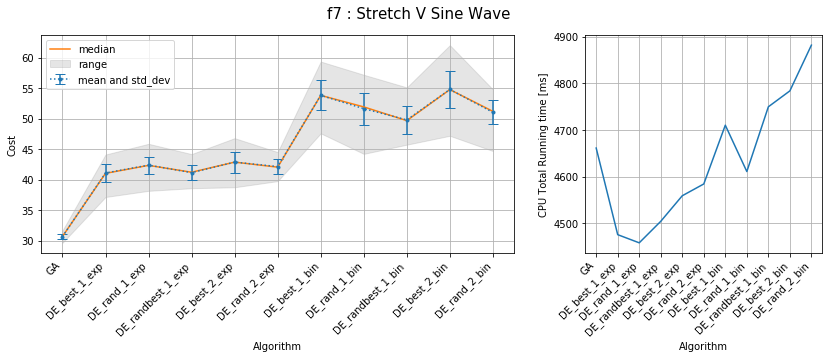 f7 : Stretch V Sine Wave
median
range
mean and std_dev
Cost
60
55
50
45
40
35
30
GA
DE_best_1_exp
DE_rand_1_exp
DE_randbest_1_exp
DE_best_2_exp
DE_rand_2_exp
DE_best_1_bin
DE_rand_1_bin
DE_randbest_1_bin
DE_best_2_bin
DE_rand_2_bin
Algorithm
CPU Total Running time [ms]
4900
4800
4700
4600
4500
GA
DE_best_1_exp
DE_rand_1_exp
DE_randbest_1_exp
DE_best_2_exp
DE_rand_2_exp
DE_best_1_bin
DE_rand_1_bin
DE_randbest_1_bin
DE_best_2_bin
DE_rand_2_bin
Algorithm